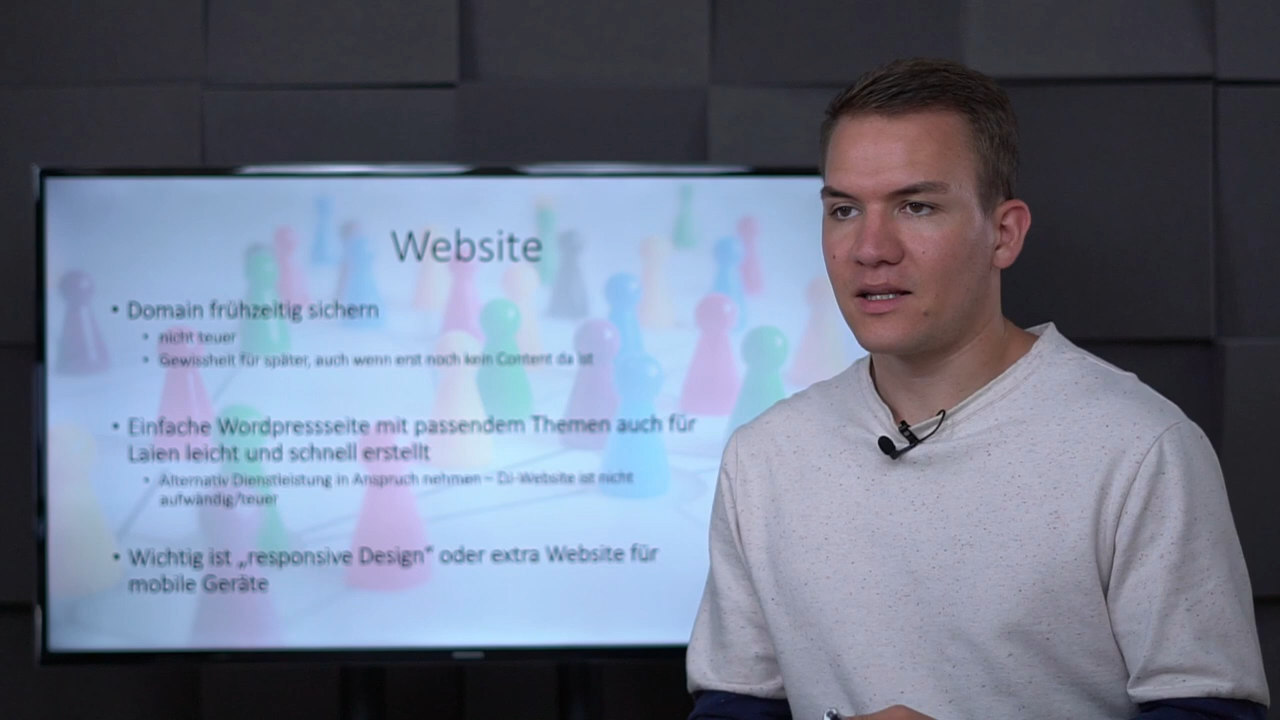 Website
• Domain frühzeitig sichern
• nicht teuer
• Gewissheit für später, auch wenn erst noch kein Content da ist
• Einfache Wordpressseite mit passendem Themen auch für
Laien leicht und schnell erstellt
• Alternativ Dienstleistung in Anspruch nehmen – DJ-Website ist nicht
aufwändig/teuer
• Wichtig ist „responsive Design“ oder extra Website für
mobile Geräte